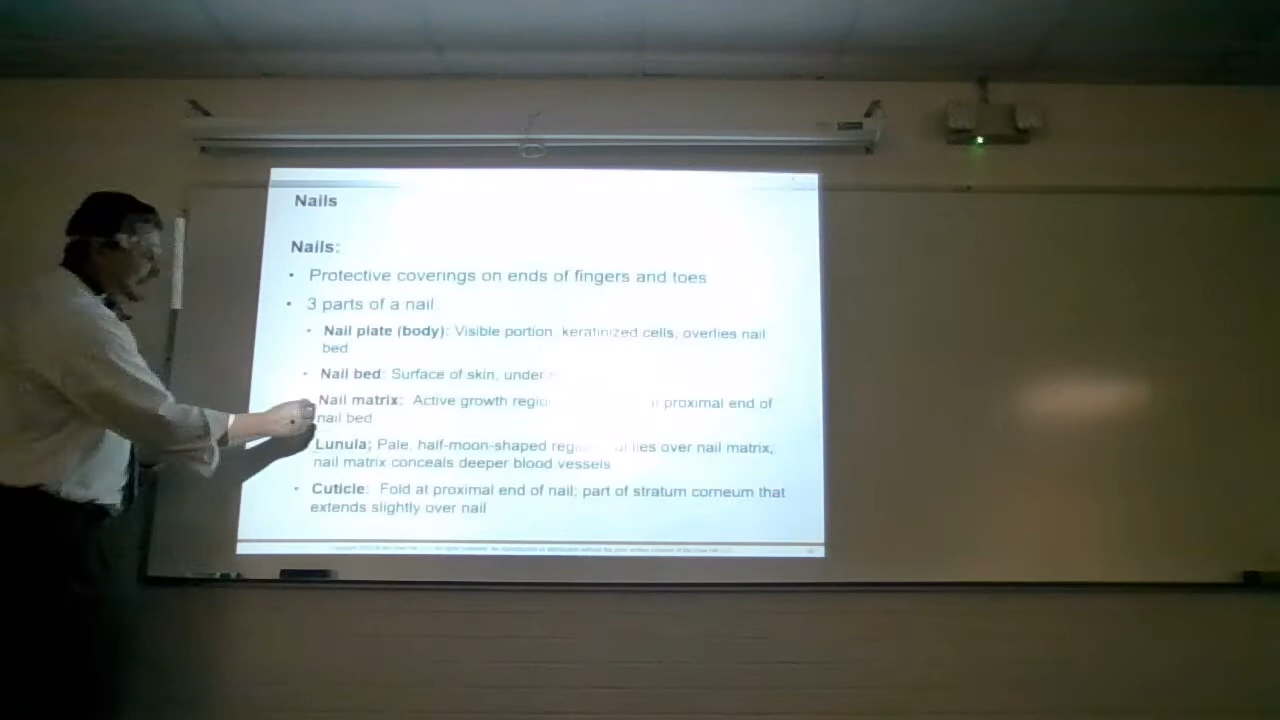 Nails
Nails:
• Protective coverings on ends of fingers and toes
• 3 parts of a nail
• Nail plate (body): Visible portion, keratinized cells, overlies nail
bed
• Nail bed: Surface of skin, under
Nail matrix: Active growth proximal end of
nail bed
Lunula; Pale, half-moon-shaped lies over nail matrix;
nail matrix conceals deeper blood vessels
• Cuticle: Fold at proximal end of nail; part of stratum corneum that
extends slightly over nail